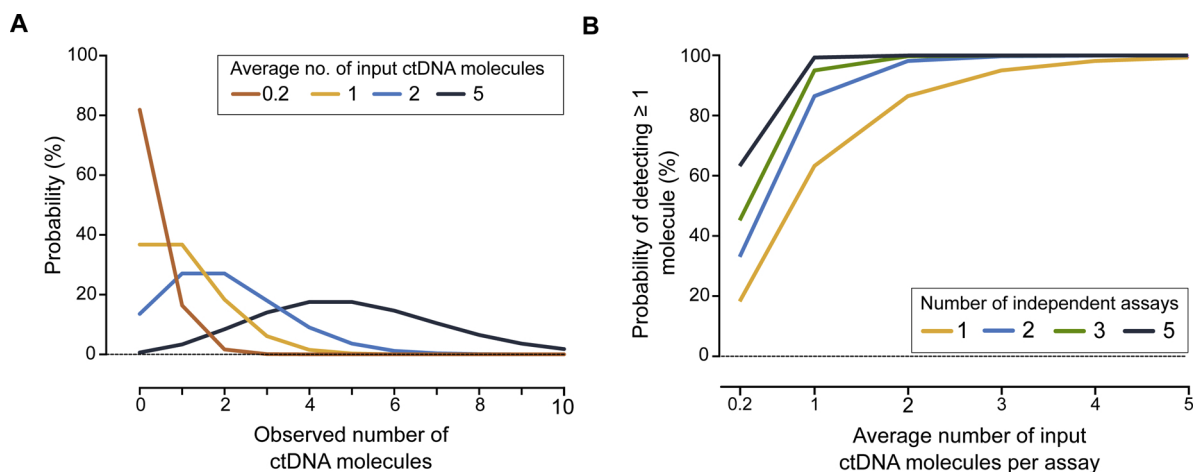 A
Probability (%)
100
80
60
40
20
0
Average no. of input ctDNA molecules
0.2 1 2 5
0 2 4 6 8 10
Observed number of
ctDNA molecules
B
Probability of detecting ≥ 1
molecule (%)
100
80
60
40
20
0
Number of independent assays
1 2 3 5
0.2 1 2 3 4 5
Average number of input
ctDNA molecules per assay